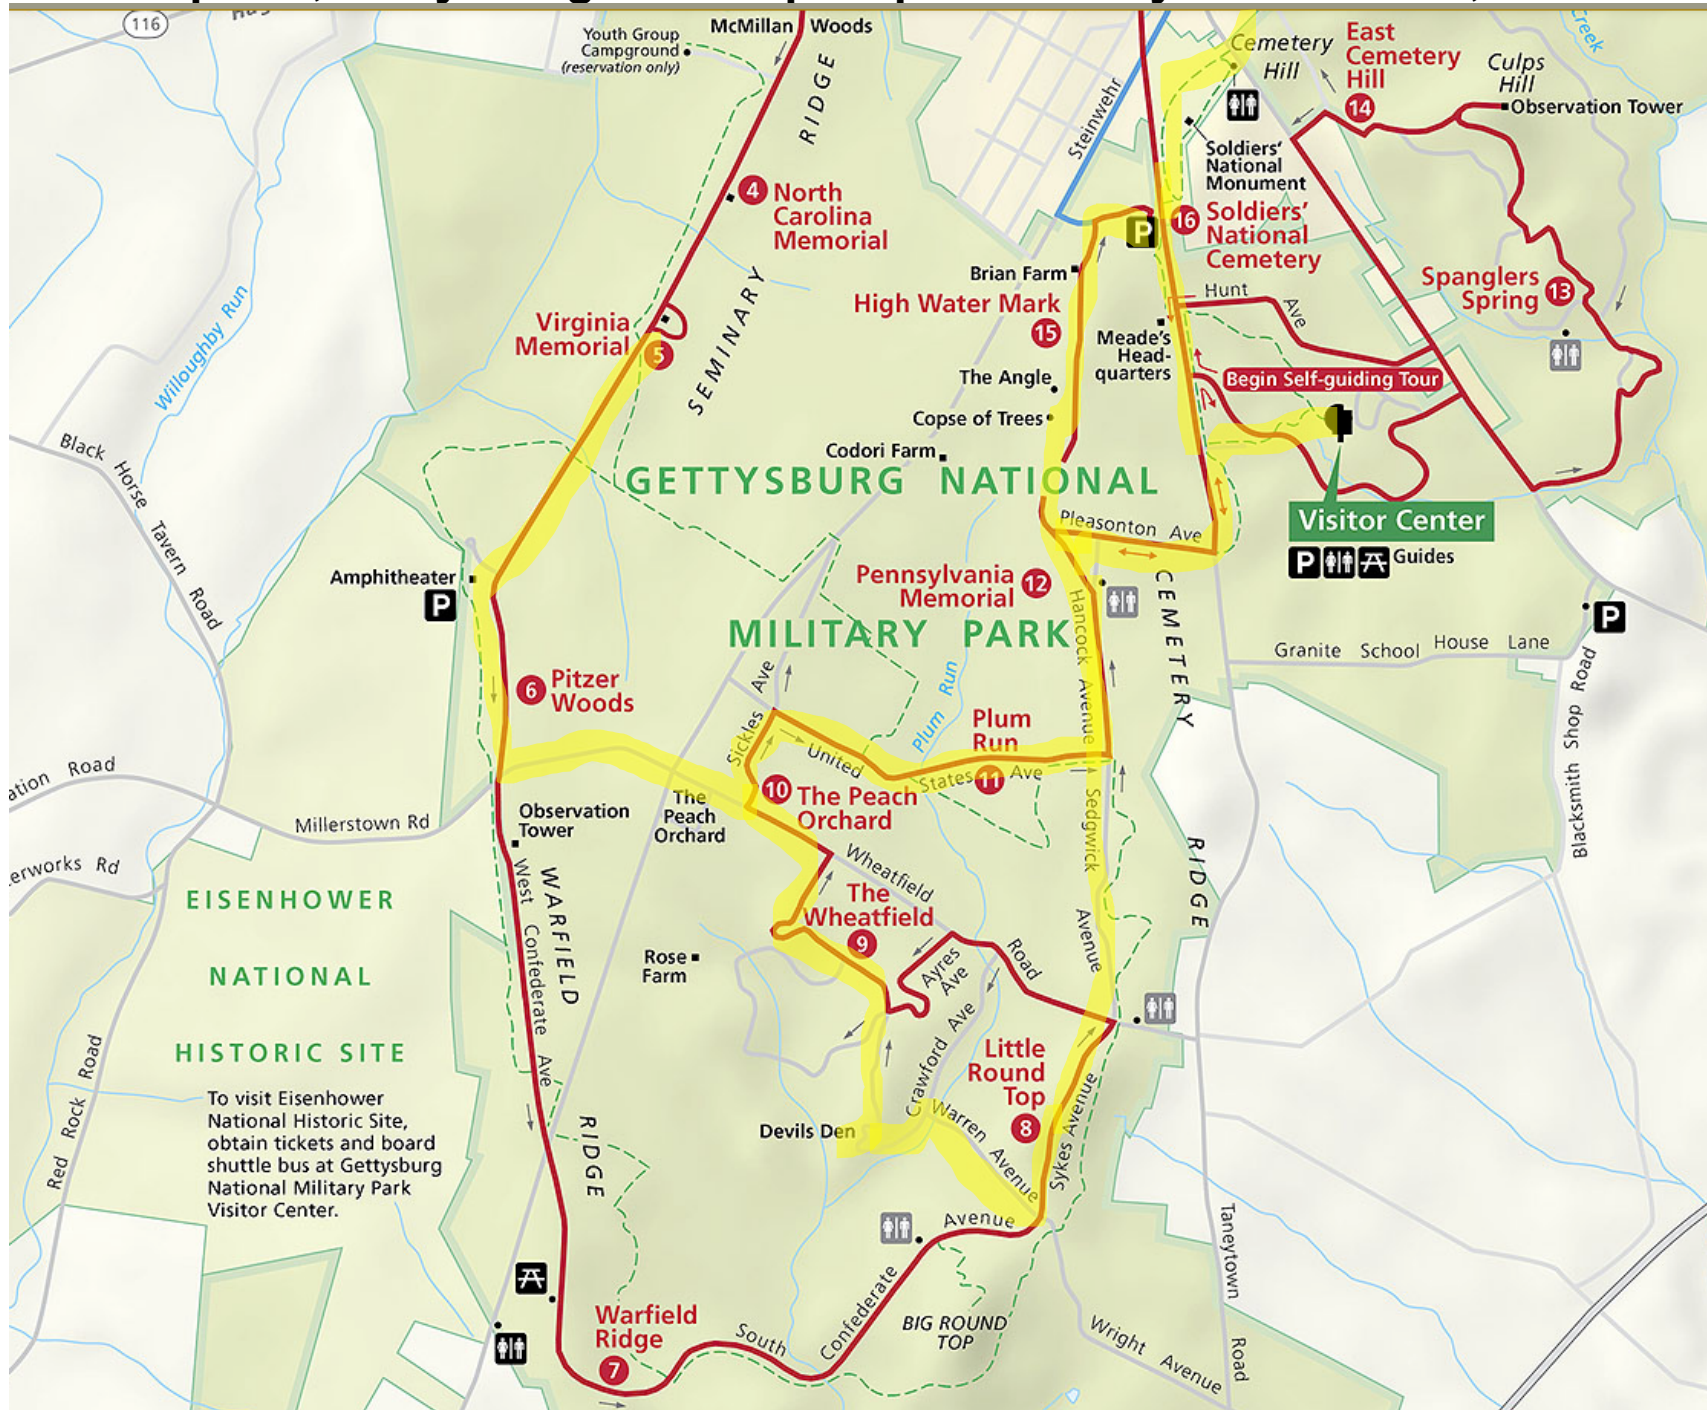 116
McMillan Woods
Youth Group
Campground
(reservation only)
RIDGE
Steinwehr
Cemetery
Hill
East
Cemetery
Hill
14
Culps
Hill
Creek
Observation Tower
Soldiers'
National
Monument
4 North
Carolina
Memorial
16 Soldiers'
National
Cemetery
P
Brian Farm
High Water Mark
15
Hunt Ave
Spanglers
Spring 13
Willoughby Run
Virginia
Memorial
5
SEMINARY
Meade's
Head-
quarters
The Angle
Copse of Trees
Codori Farm
Begin Self-guiding Tour
Black Horse Tavern Road
GETTYSBURG NATIONAL
Pleasonton Ave
Visitor Center
P Guides
Amphitheater
P
Pennsylvania
Memorial
12
CEMETERY
MILITARY PARK
Hancock Avenue
P
Granite School House Lane
Blacksmith Shop Road
6 Pitzer
Woods
Sickles Ave
Plum Run
Plum
Run
11
United States Ave
ation Road
Millerstown Rd
Observation
Tower
The
Peach
Orchard
10 The Peach
Orchard
Sedgwick Avenue
RIDGE
erworks Rd
West Confederate Ave
WARFIELD
Wheatfield Road
The
Wheatfield
9
EISENHOWER
NATIONAL
HISTORIC SITE
Rose
Farm
Ayres
Ave
Crawford Ave
Little
Round
Top
8
Sykes Avenue
Red Rock Road
To visit Eisenhower
National Historic Site,
obtain tickets and board
shuttle bus at Gettysburg
National Military Park
Visitor Center.
RIDGE
Devils Den
Warren Avenue
Taneytown Road
South Confederate Avenue
Warfield
Ridge
7
BIG ROUND
TOP
Wright Avenue